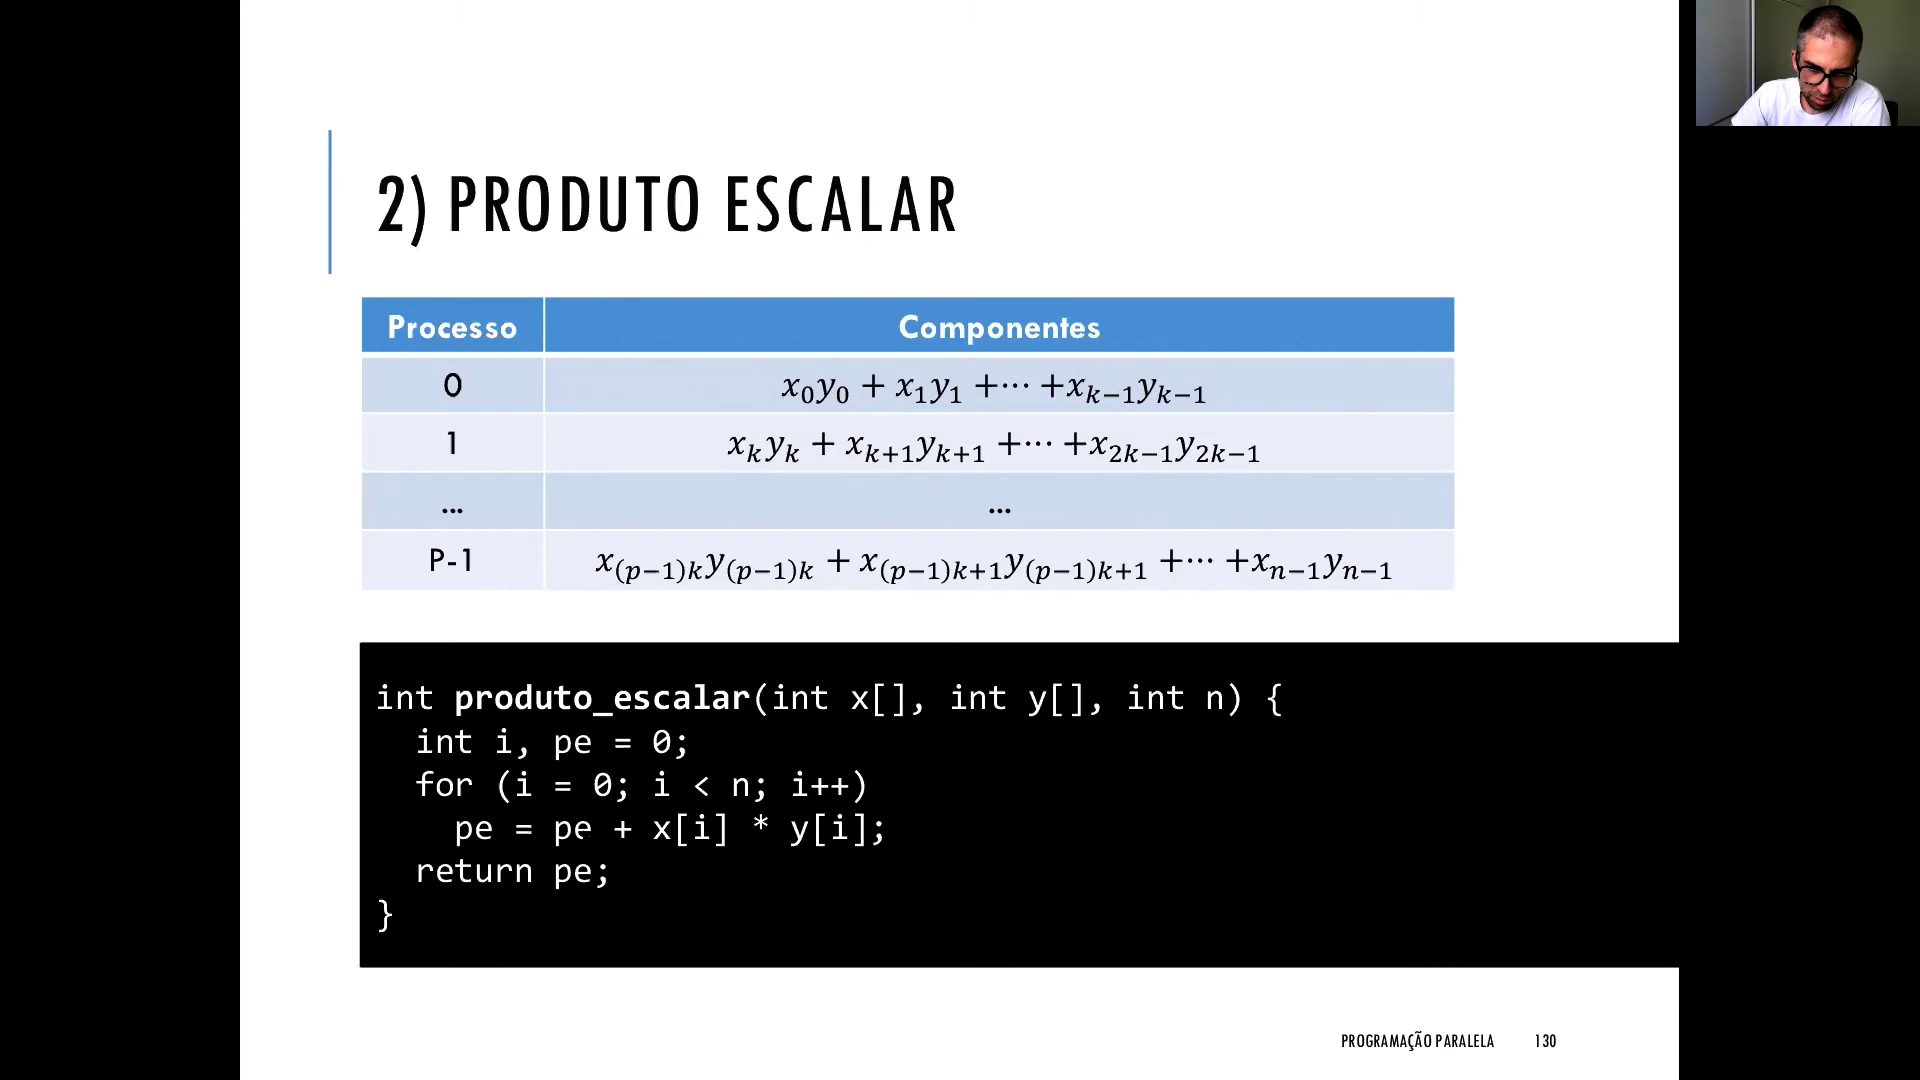 2) PRODUTO ESCALAR
Processo Componentes
0 x₀y₀ + x₁y₁ +⋯ +xₖ₋₁yₖ₋₁
1 xₖyₖ + xₖ₊₁yₖ₊₁ +⋯ +x₂ₖ₋₁y₂ₖ₋₁
... ...
P-1 x₍ₚ₋₁₎ₖy₍ₚ₋₁₎ₖ + x₍ₚ₋₁₎ₖ₊₁y₍ₚ₋₁₎ₖ₊₁ +⋯ +xₙ₋₁yₙ₋₁
int produto_escalar(int x[], int y[], int n) {
  int i, pe = 0;
  for (i = 0; i < n; i++)
    pe = pe + x[i] * y[i];
  return pe;
}
PROGRAMAÇÃO PARALELA 130